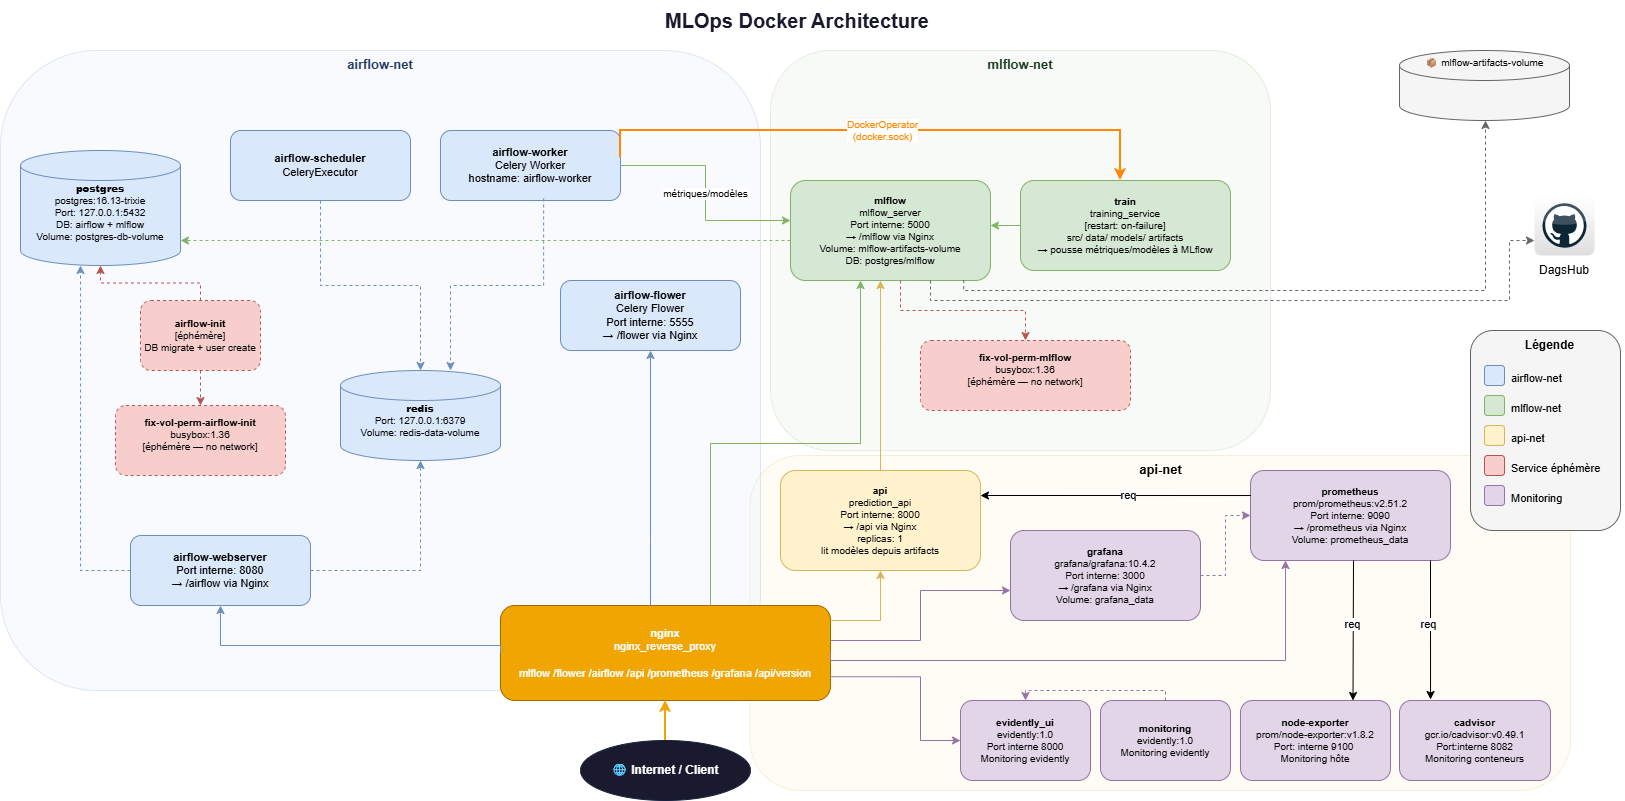 MLOps Docker Architecture
airflow-net
mlflow-net
📦 mlflow-artifacts-volume
DockerOperator
(docker.sock)
airflow-scheduler
CeleryExecutor
airflow-worker
Celery Worker
hostname: airflow-worker
postgres
postgres:16.13-trixie
Port: 127.0.0.1:5432
DB: airflow + mlflow
Volume: postgres-db-volume
métriques/modèles
mlflow
mlflow_server
Port interne: 5000
→ /mlflow via Nginx
Volume: mlflow-artifacts-volume
DB: postgres/mlflow
train
training_service
[restart: on-failure]
src/ data/ models/ artifacts
→ pousse métriques/modèles à MLflow
DagsHub
airflow-init
[éphémère]
DB migrate + user create
airflow-flower
Celery Flower
Port interne: 5555
→ /flower via Nginx
fix-vol-perm-mlflow
busybox:1.36
[éphémère — no network]
Légende
airflow-net
mlflow-net
api-net
Service éphémère
Monitoring
fix-vol-perm-airflow-init
busybox:1.36
[éphémère — no network]
redis
Port: 127.0.0.1:6379
Volume: redis-data-volume
api-net
api
prediction_api
Port interne: 8000
→ /api via Nginx
replicas: 1
lit modèles depuis artifacts
req
prometheus
prom/prometheus:v2.51.2
Port interne: 9090
→ /prometheus via Nginx
Volume: prometheus_data
grafana
grafana/grafana:10.4.2
Port interne: 3000
→ /grafana via Nginx
Volume: grafana_data
airflow-webserver
Port interne: 8080
→ /airflow via Nginx
req
req
nginx
nginx_reverse_proxy
mlflow /flower /airflow /api /prometheus /grafana /api/version
evidently_ui
evidently:1.0
Port interne 8000
Monitoring evidently
monitoring
evidently:1.0
Monitoring evidently
node-exporter
prom/node-exporter:v1.8.2
Port: interne 9100
Monitoring hôte
cadvisor
gcr.io/cadvisor:v0.49.1
Port:interne 8082
Monitoring conteneurs
🌐 Internet / Client